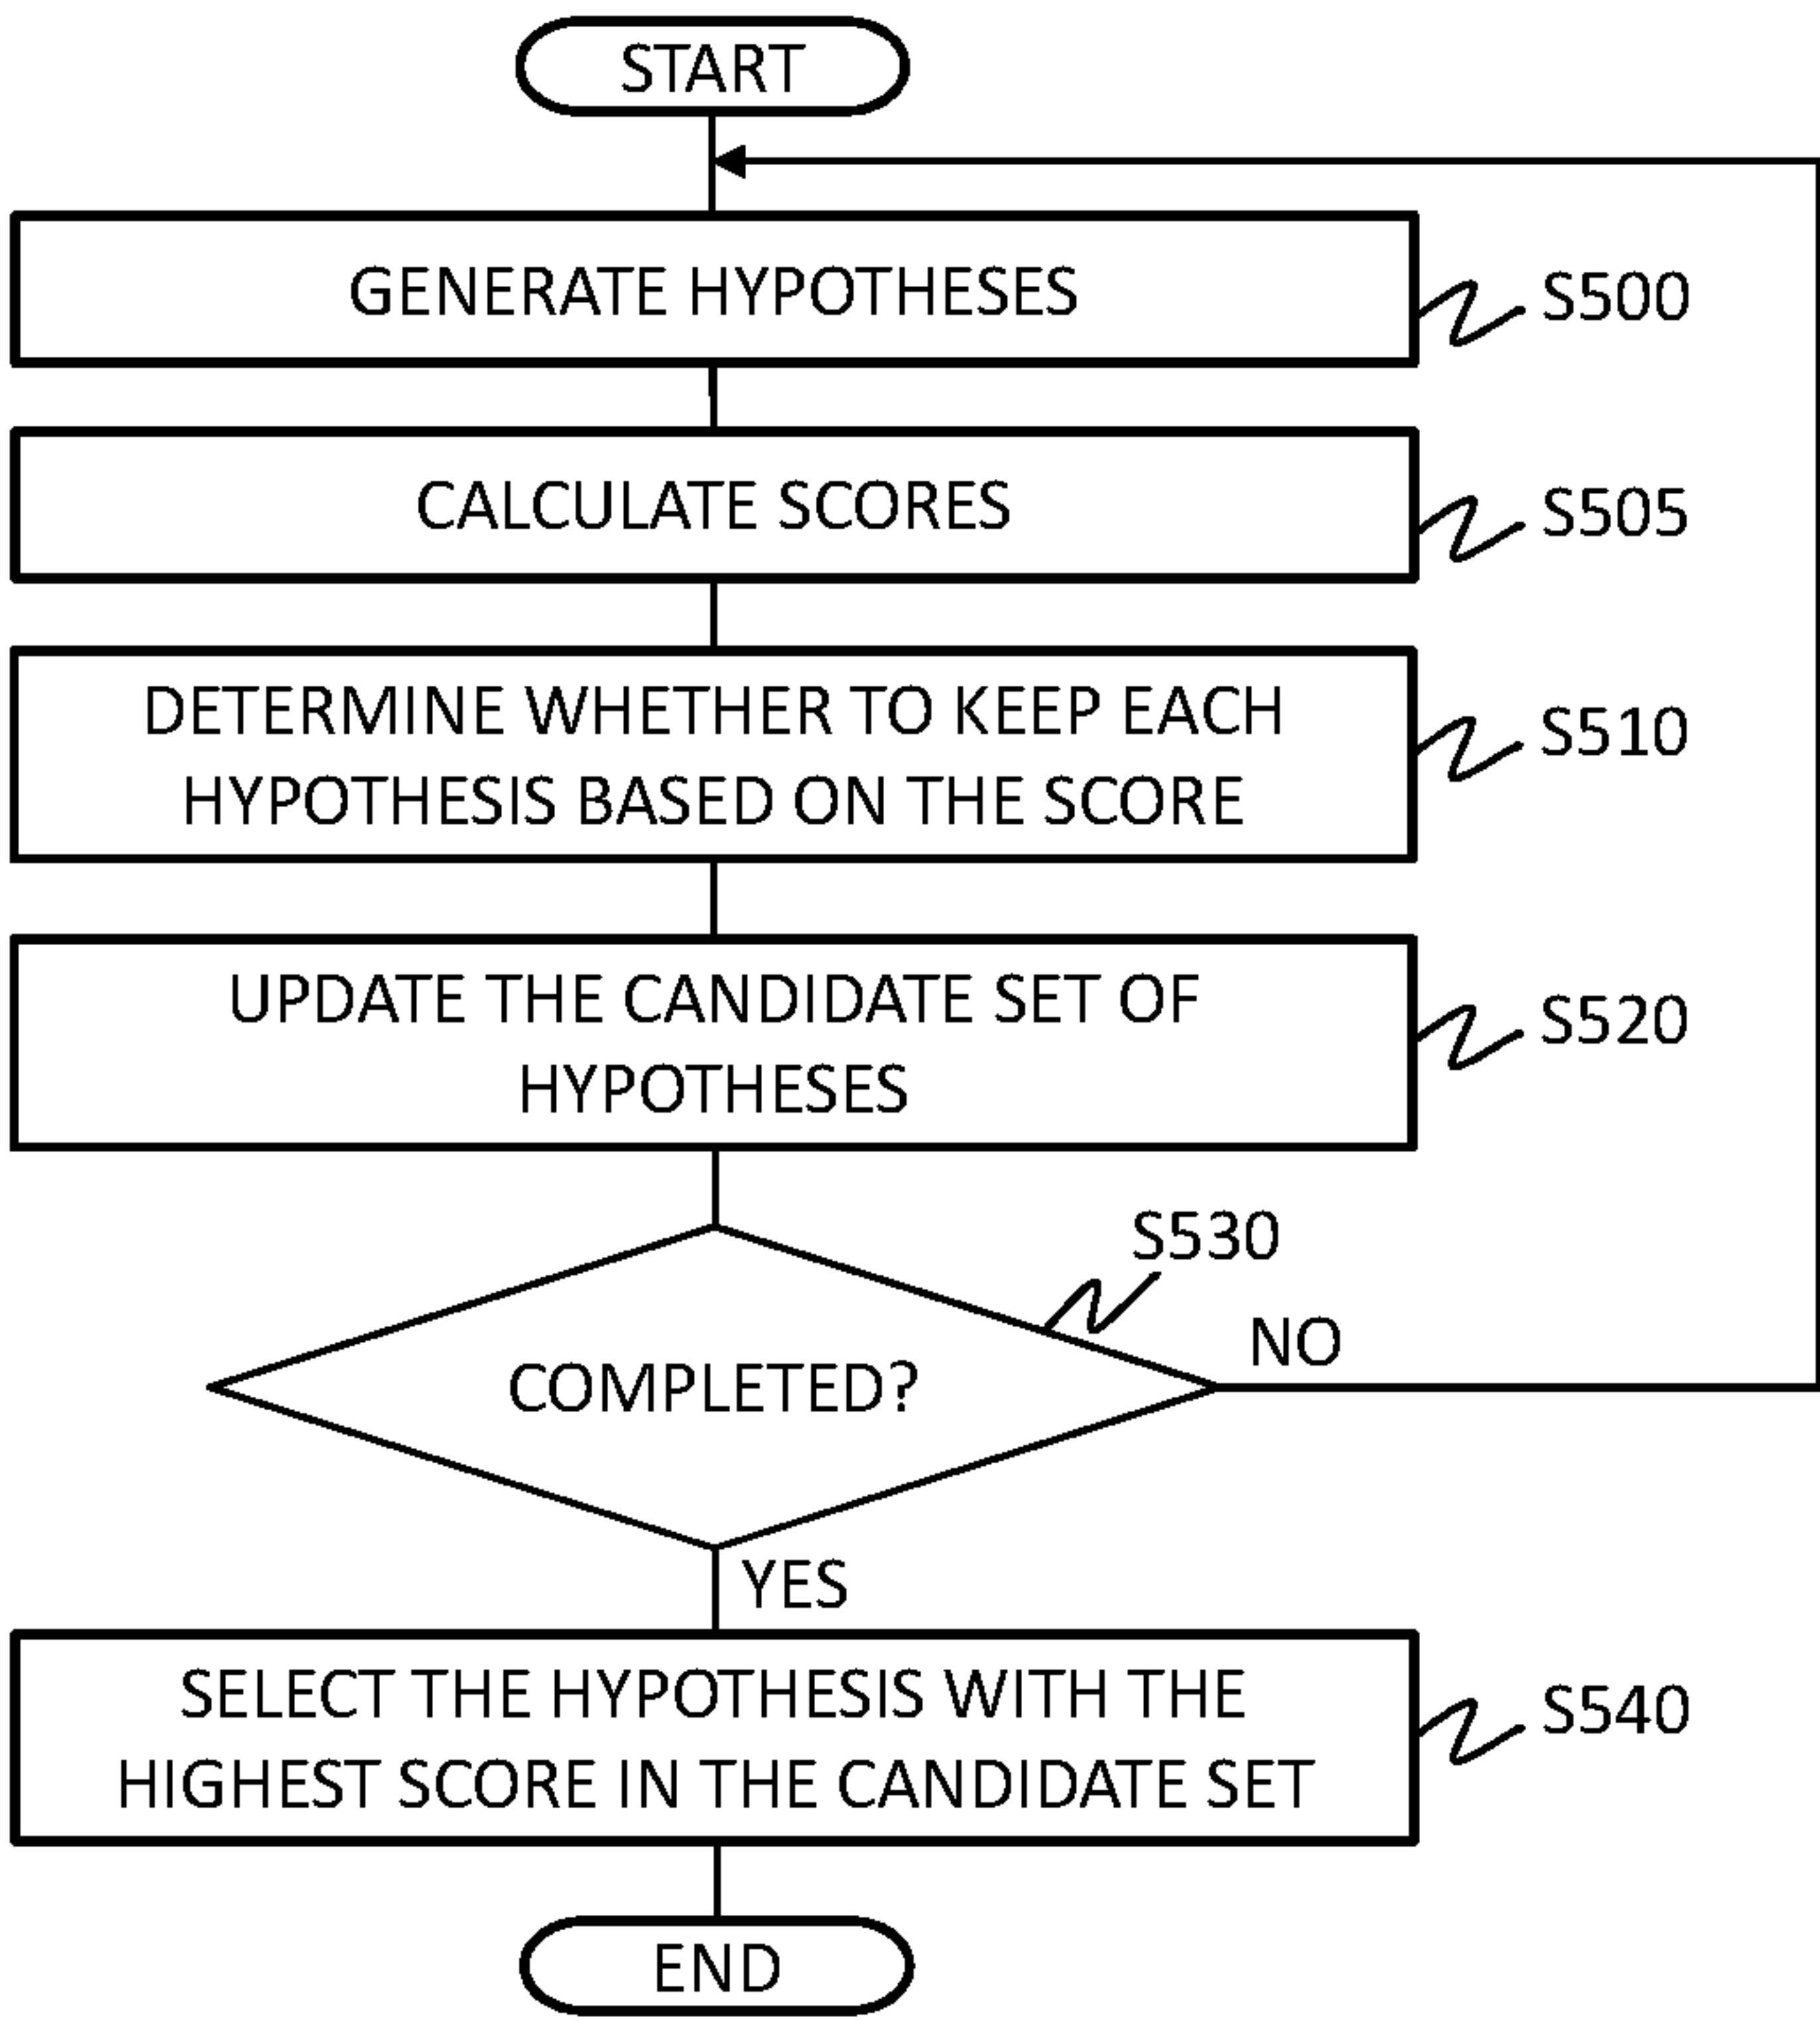 START
GENERATE HYPOTHESES
S500
CALCULATE SCORES
S505
DETERMINE WHETHER TO KEEP EACH
HYPOTHESIS BASED ON THE SCORE
S510
UPDATE THE CANDIDATE SET OF
HYPOTHESES
S520
S530
COMPLETED?
NO
YES
SELECT THE HYPOTHESIS WITH THE
HIGHEST SCORE IN THE CANDIDATE SET
S540
END